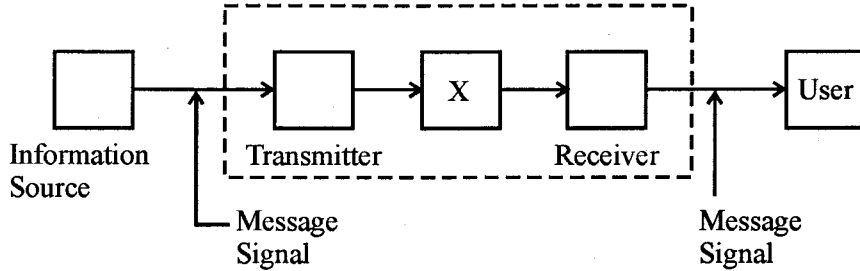 X
User
Information
Source
Transmitter
Receiver
Message
Signal
Message
Signal